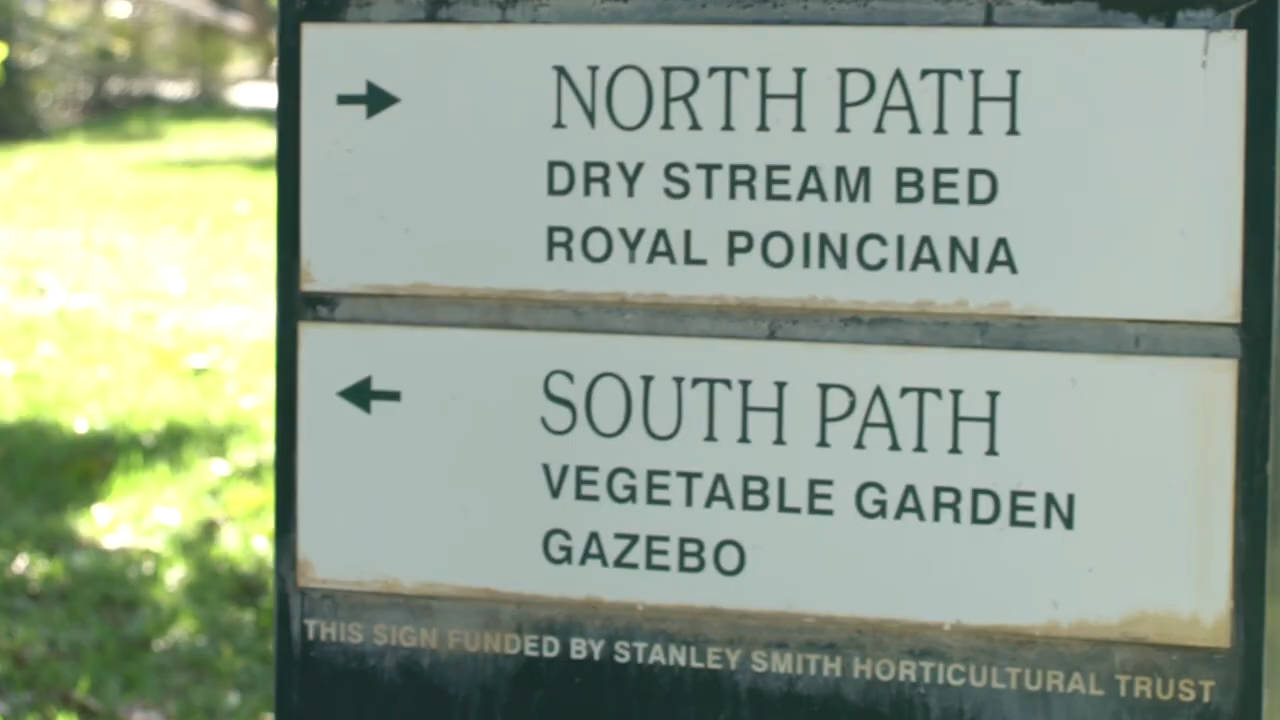 NORTH PATH
DRY STREAM BED
ROYAL POINCIANA
SOUTH PATH
VEGETABLE GARDEN
GAZEBO
THIS SIGN FUNDED BY STANLEY SMITH HORTICULTURAL TRUST